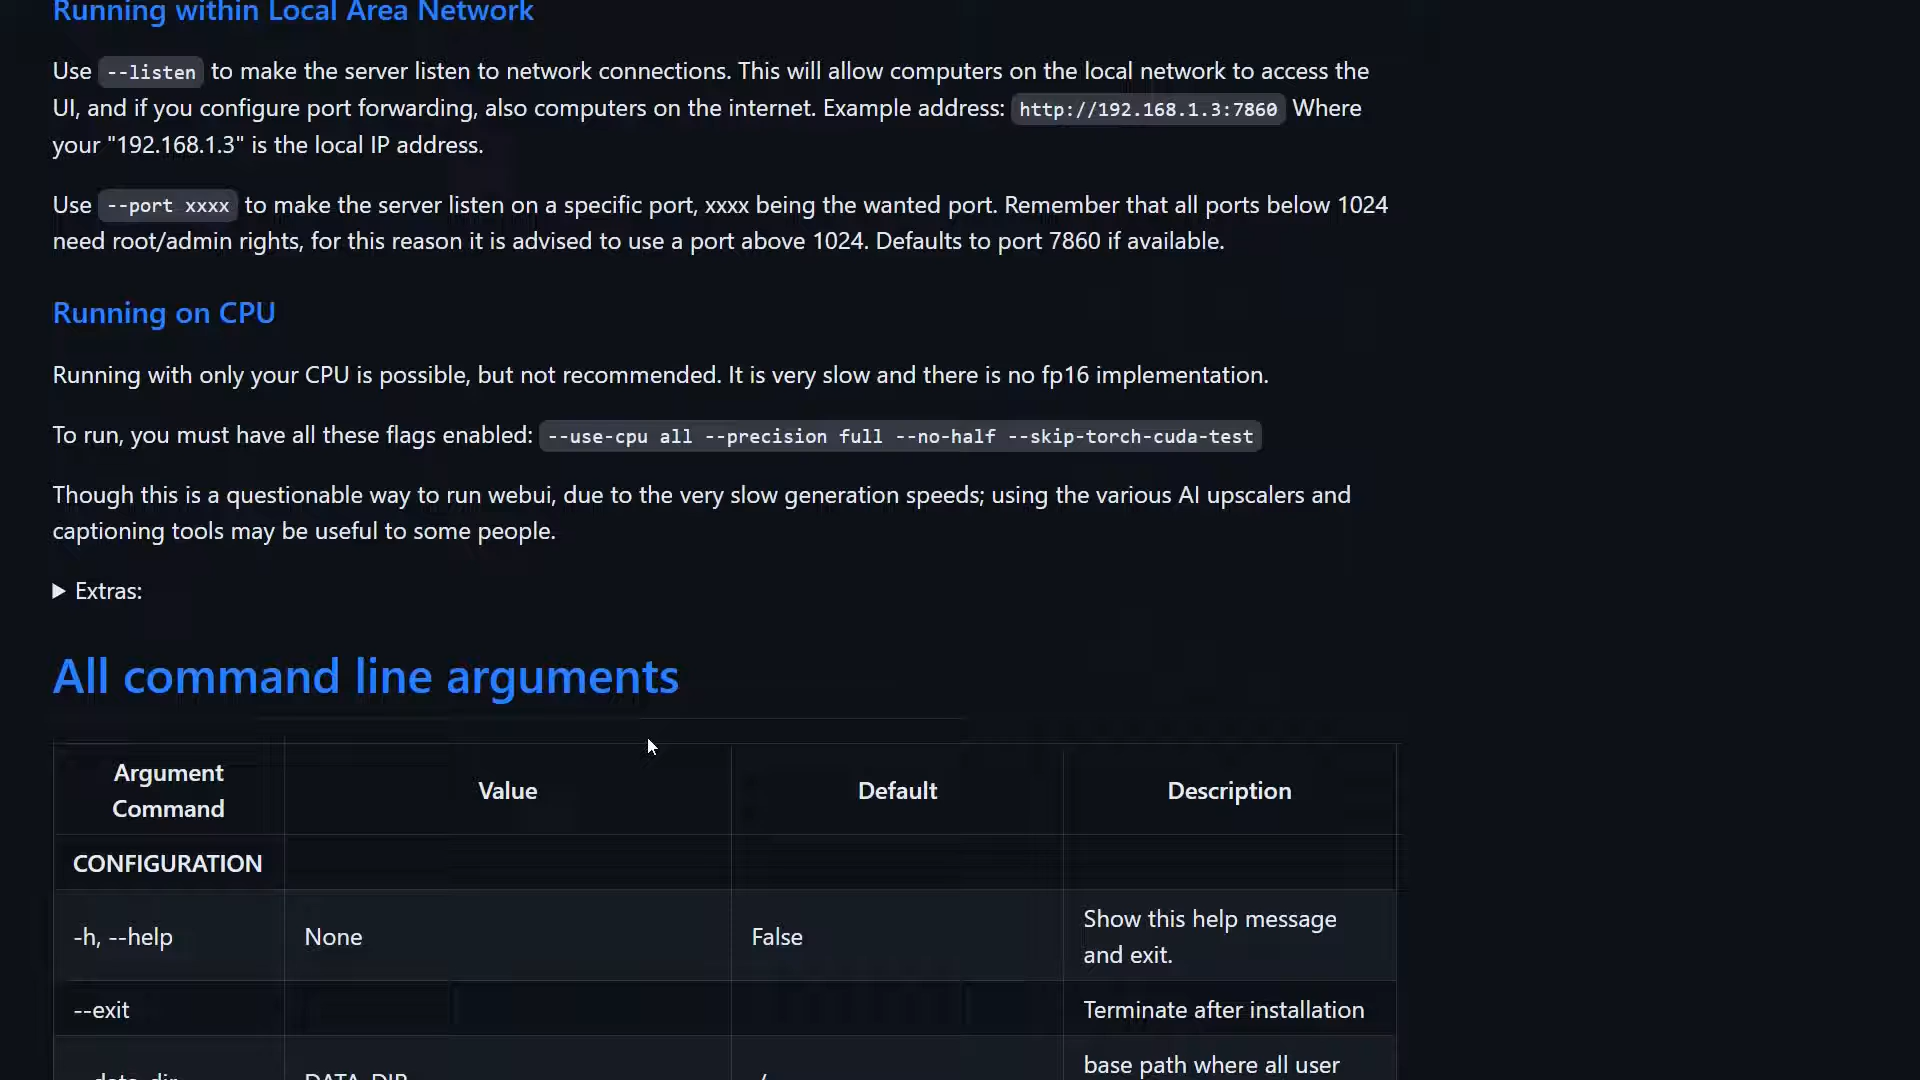 Running within Local Area Network
Use --listen to make the server listen to network connections. This will allow computers on the local network to access the
UI, and if you configure port forwarding, also computers on the internet. Example address: http://192.168.1.3:7860 Where
your "192.168.1.3" is the local IP address.
Use --port xxxx to make the server listen on a specific port, xxxx being the wanted port. Remember that all ports below 1024
need root/admin rights, for this reason it is advised to use a port above 1024. Defaults to port 7860 if available.
Running on CPU
Running with only your CPU is possible, but not recommended. It is very slow and there is no fp16 implementation.
To run, you must have all these flags enabled: --use-cpu all --precision full --no-half --skip-torch-cuda-test
Though this is a questionable way to run webui, due to the very slow generation speeds; using the various AI upscalers and
captioning tools may be useful to some people.
Extras:
All command line arguments
Argument
Command
Value
Default
Description
CONFIGURATION
-h, --help
None
False
Show this help message
and exit.
--exit
Terminate after installation
--data-dir
DATA_DIR
./
base path where all user